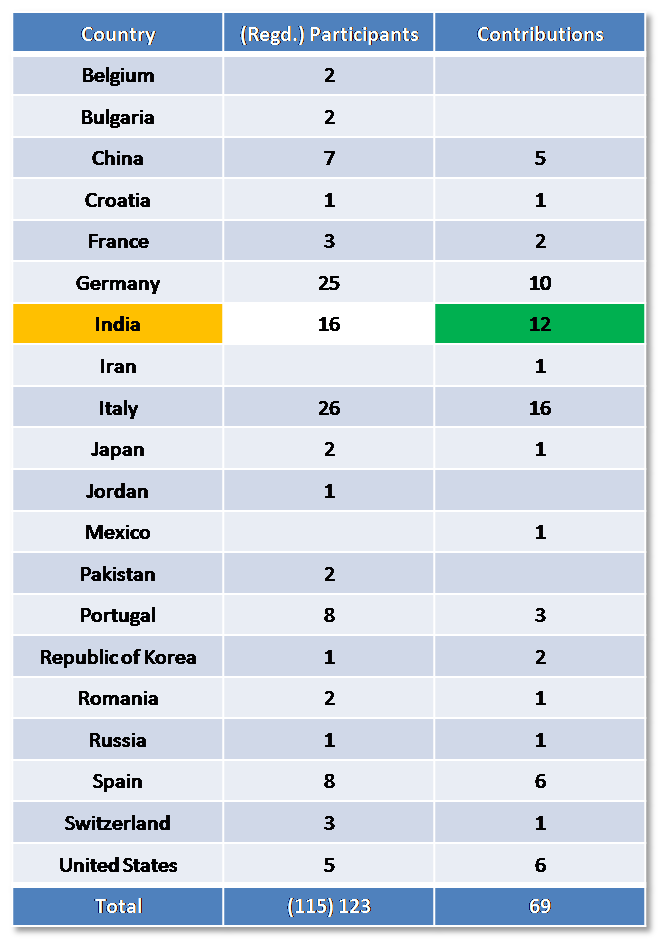 Country (Regd.) Participants Contributions
Belgium 2
Bulgaria 2
China 7 5
Croatia 1 1
France 3 2
Germany 25 10
India 16 12
Iran 1
Italy 26 16
Japan 2 1
Jordan 1
Mexico 1
Pakistan 2
Portugal 8 3
Republic of Korea 1 2
Romania 2 1
Russia 1 1
Spain 8 6
Switzerland 3 1
United States 5 6
Total (115) 123 69